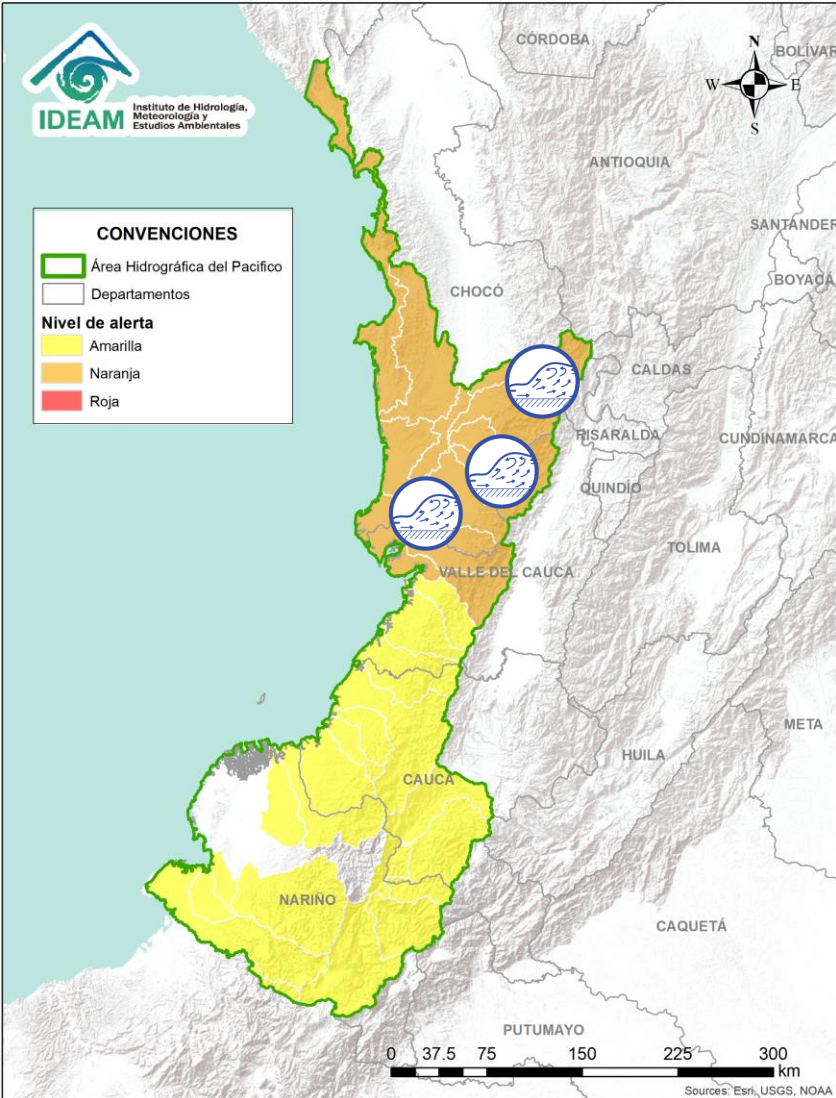 IDEAM
Instituto de Hidrología,
Meteorología y
Estudios Ambientales
CÓRDOBA
BOLÍVAR
N
W
E
S
ANTIOQUIA
SANTANDER
BOYACÁ
CONVENCIONES
Área Hidrográfica del Pacifico
Departamentos
Nivel de alerta
Amarilla
Naranja
Roja
CHOCÓ
CALDAS
RISARALDA
CUNDINAMARCA
QUINDÍO
TOLIMA
VALLE DEL CAUCA
META
HUILA
CAUCA
NARIÑO
CAQUETÁ
PUTUMAYO
0 37.5 75 150 225 300
km
Sources: Esri, USGS, NOAA